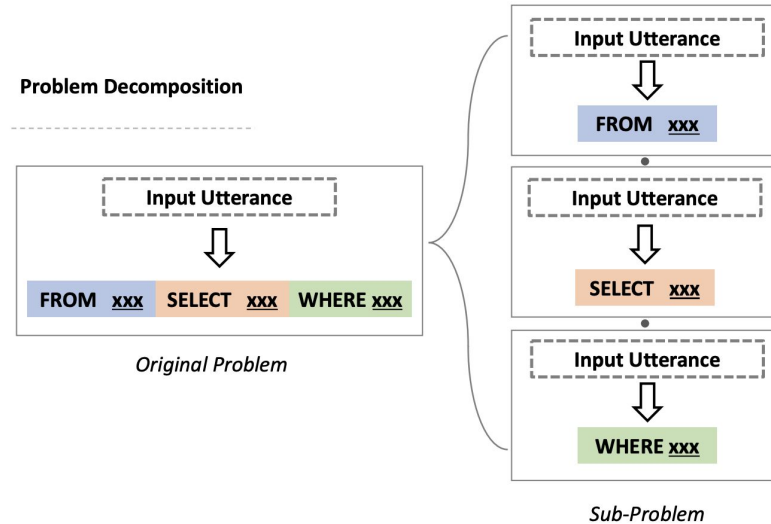 Problem Decomposition
Input Utterance
FROM xxx SELECT xxx WHERE xxx
Original Problem
Input Utterance
FROM xxx
Input Utterance
SELECT xxx
Input Utterance
WHERE xxx
Sub-Problem